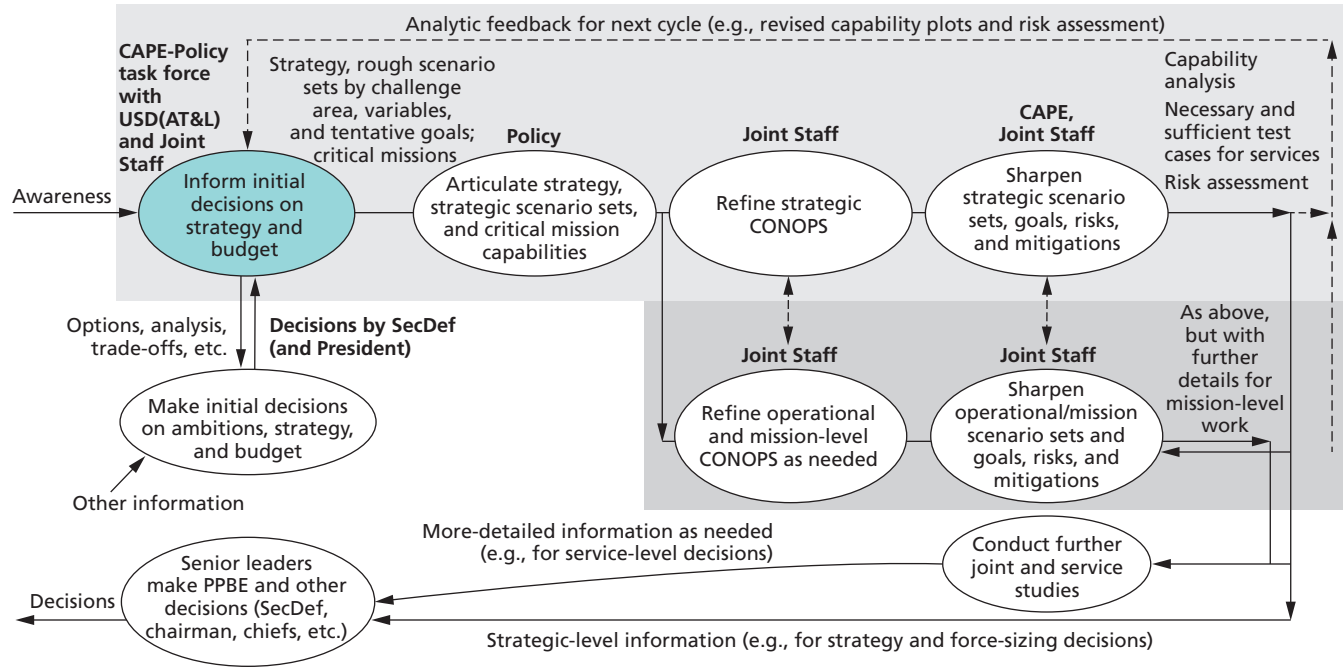 Analytic feedback for next cycle (e.g., revised capability plots and risk assessment)
CAPE-Policy
task force
with
USD(AT&L)
and Joint
Staff
Strategy, rough scenario
sets by challenge
area, variables,
and tentative goals;
critical missions
Policy
Joint Staff
CAPE,
Joint Staff
Capability
analysis
Necessary and
sufficient test
cases for services
Risk assessment
Awareness
Inform initial
decisions on
strategy and
budget
Articulate strategy,
strategic scenario sets,
and critical mission
capabilities
Refine strategic
CONOPS
Sharpen
strategic scenario
sets, goals, risks,
and mitigations
Options, analysis,
trade-offs, etc.
Decisions by SecDef
(and President)
Joint Staff
Joint Staff
As above,
but with
further
details for
mission-level
work
Make initial decisions
on ambitions, strategy,
and budget
Refine operational
and mission-level
CONOPS as needed
Sharpen
operational/mission
scenario sets and
goals, risks, and
mitigations
Other information
More-detailed information as needed
(e.g., for service-level decisions)
Conduct further
joint and service
studies
Decisions
Senior leaders
make PPBE and other
decisions (SecDef,
chairman, chiefs, etc.)
Strategic-level information (e.g., for strategy and force-sizing decisions)